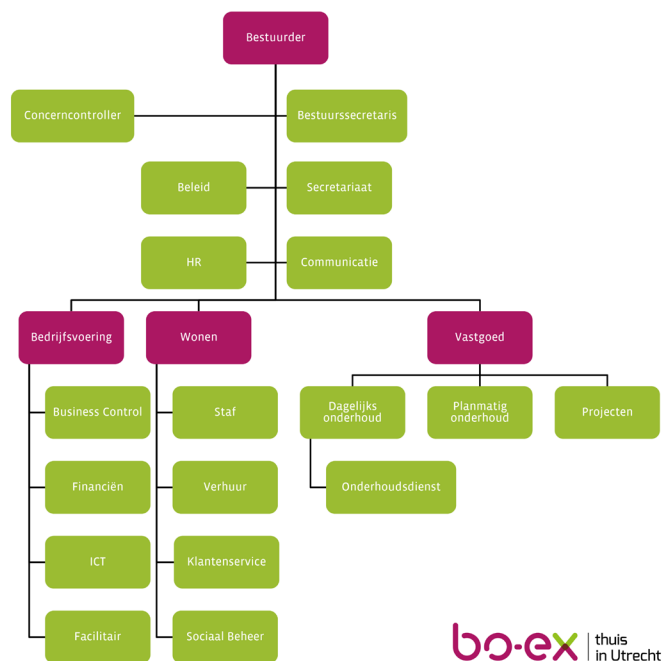 Bestuurder
Concerncontroller
Bestuurssecretaris
Beleid
Secretariaat
HR
Communicatie
Bedrijfsvoering
Wonen
Vastgoed
Business Control
Staf
Dagelijks
onderhoud
Planmatig
onderhoud
Projecten
Financiën
Verhuur
Onderhoudsdienst
ICT
Klantenservice
Facilitair
Sociaal Beheer
bo-ex
thuis
in Utrecht